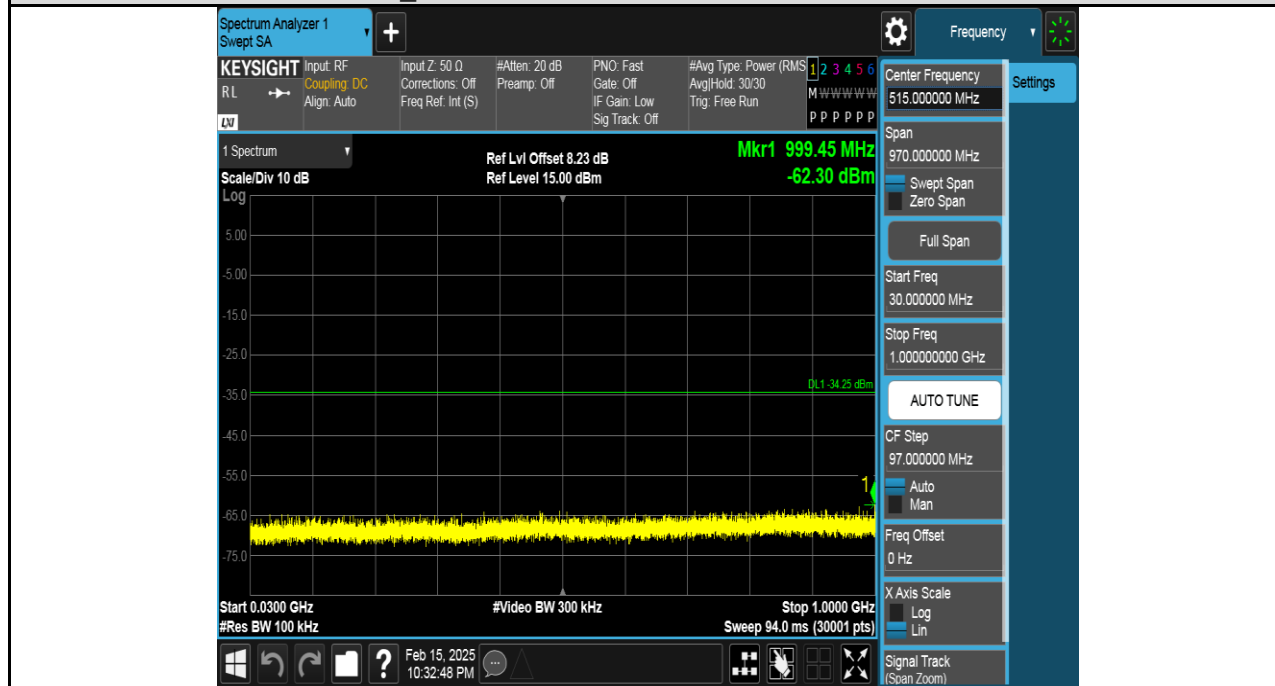 Spectrum Analyzer 1
Swept SA
+
Frequency
KEYSIGHT
RL
LXI
Input: RF
Coupling: DC
Align: Auto
Input Z: 50 Ω
Corrections: Off
Freq Ref: Int (S)
#Atten: 20 dB
Preamp: Off
PNO: Fast
Gate: Off
IF Gain: Low
Sig Track: Off
#Avg Type: Power (RMS
Avg|Hold: 30/30
Trig: Free Run
1 2 3 4 5 6
M W W W W W
P P P P P P
1 Spectrum
Scale/Div 10 dB
Ref Lvl Offset 8.23 dB
Ref Level 15.00 dBm
Mkr1 999.45 MHz
-62.30 dBm
Log
5.00
-5.00
-15.0
-25.0
-35.0
-45.0
-55.0
-65.0
-75.0
DL1 -34.25 dBm
1
Start 0.0300 GHz
#Res BW 100 kHz
#Video BW 300 kHz
Stop 1.0000 GHz
Sweep 94.0 ms (30001 pts)
Center Frequency
515.000000 MHz
Span
970.000000 MHz
Swept Span
Zero Span
Full Span
Start Freq
30.000000 MHz
Stop Freq
1.000000000 GHz
AUTO TUNE
CF Step
97.000000 MHz
Auto
Man
Freq Offset
0 Hz
X Axis Scale
Log
Lin
Signal Track
(Span Zoom)
Settings
?
Feb 15, 2025
10:32:48 PM